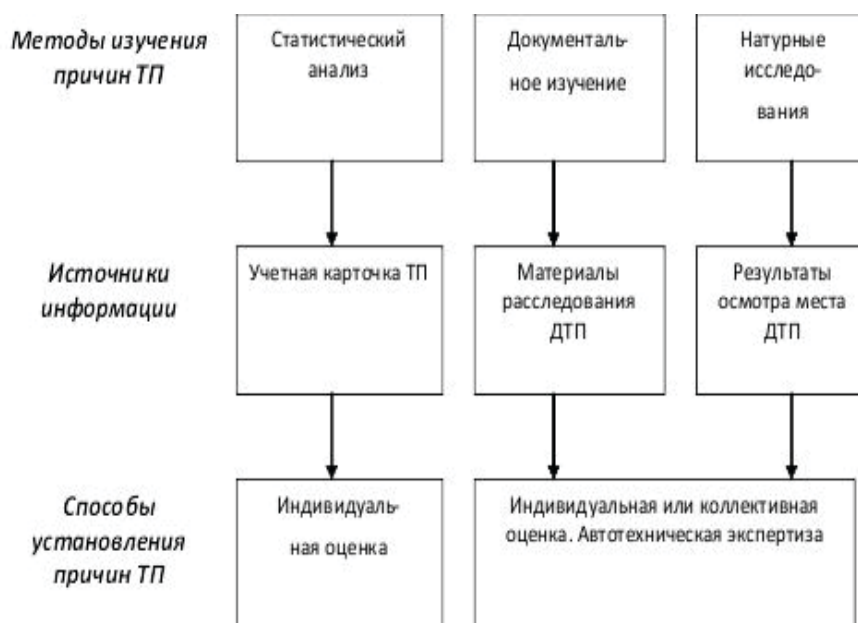 Методы изучения
причин ТП
Статистический
анализ
Документаль-
ное изучение
Натурные
исследо-
вания
Источники
информации
Учетная карточка ТП
Материалы
расследования
ДТП
Результаты
осмотра места
ДТП
Способы
установления
причин ТП
Индивидуаль-
ная оценка
Индивидуальная или коллективная
оценка. Автотехническая экспертиза